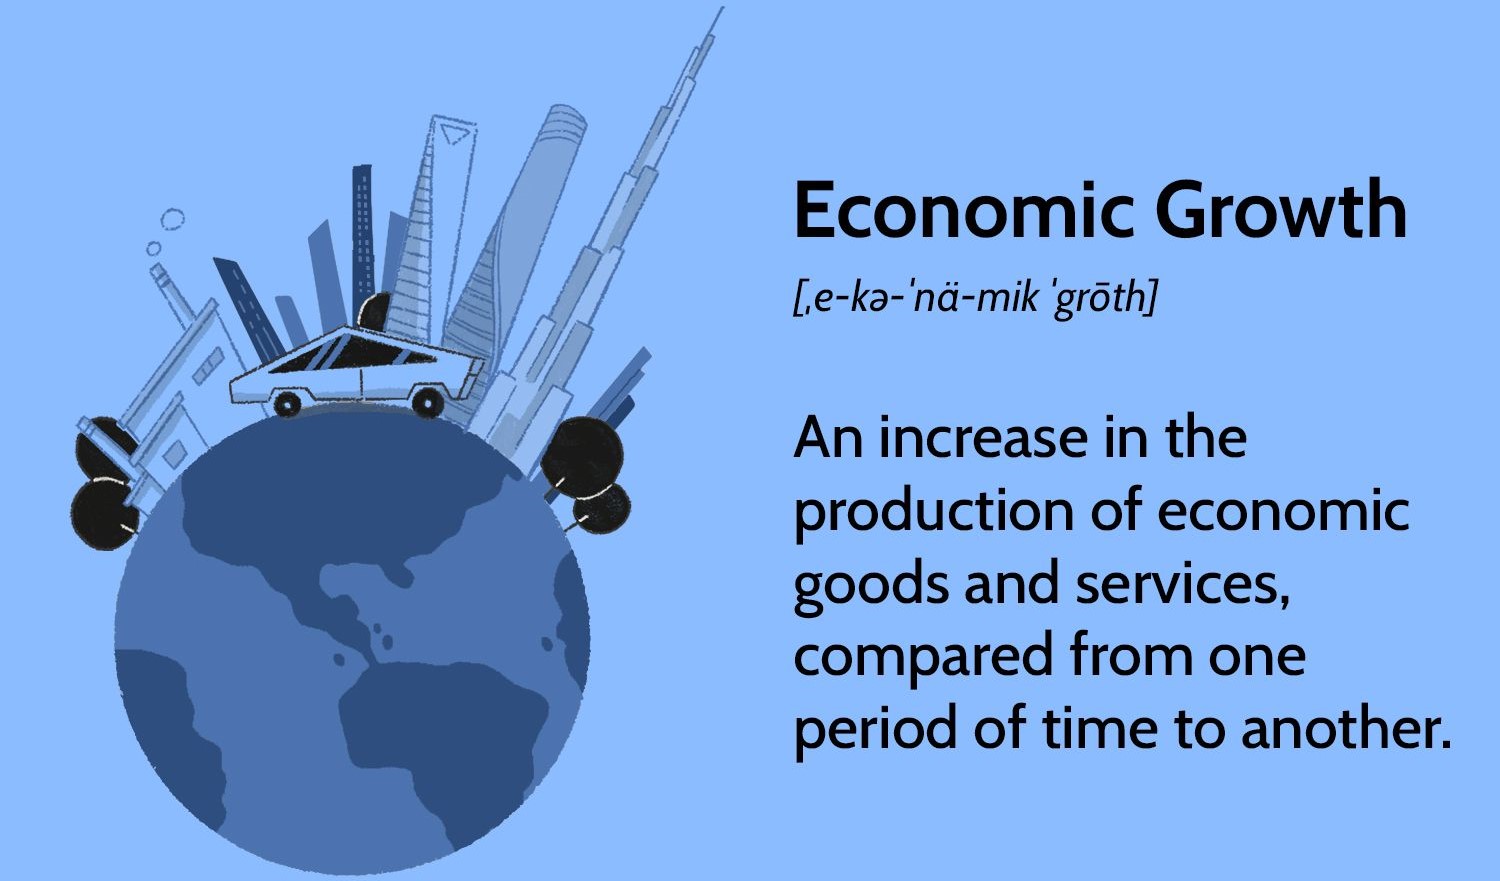 Economic Growth
[ˌe-kə-ˈnä-mik ˈgrōth]
An increase in the
production of economic
goods and services,
compared from one
period of time to another.